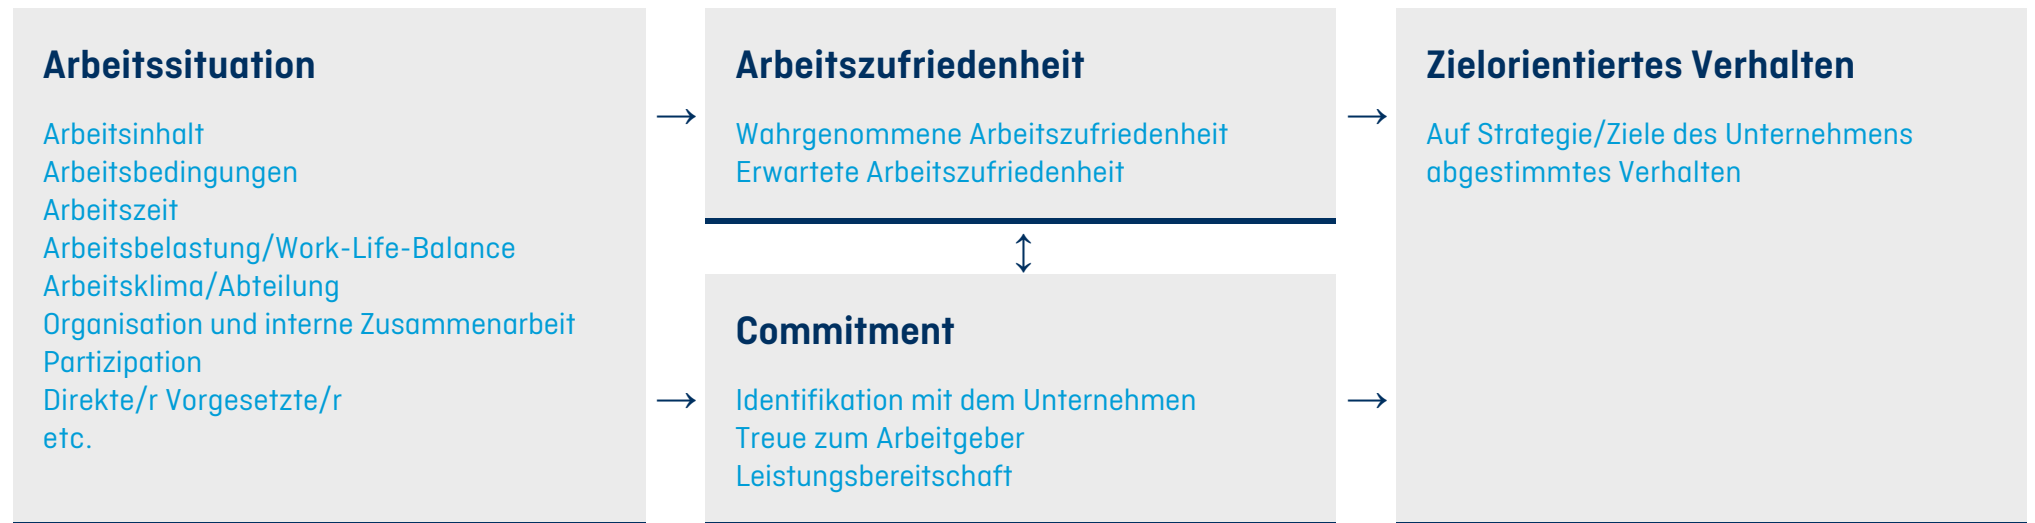 Arbeitssituation
Arbeitsinhalt
Arbeitsbedingungen
Arbeitszeit
Arbeitsbelastung/Work-Life-Balance
Arbeitsklima/Abteilung
Organisation und interne Zusammenarbeit
Partizipation
Direkte/r Vorgesetzte/r
etc.
→
→
Arbeitszufriedenheit
Wahrgenommene Arbeitszufriedenheit
Erwartete Arbeitszufriedenheit
↕
Commitment
Identifikation mit dem Unternehmen
Treue zum Arbeitgeber
Leistungsbereitschaft
→
→
Zielorientiertes Verhalten
Auf Strategie/Ziele des Unternehmens
abgestimmtes Verhalten